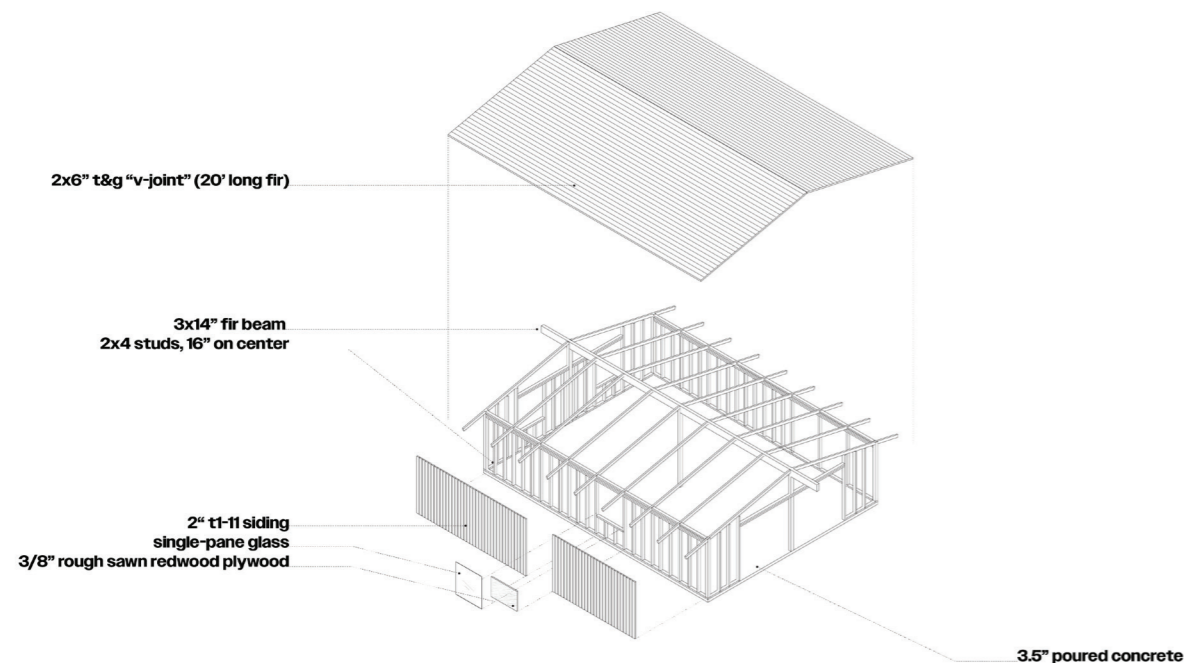 2x6” t&g “v-joint” (20’ long fir)
3x14” fir beam
2x4 studs, 16” on center
2“ t1-11 siding
single-pane glass
3/8” rough sawn redwood plywood
3.5” poured concrete